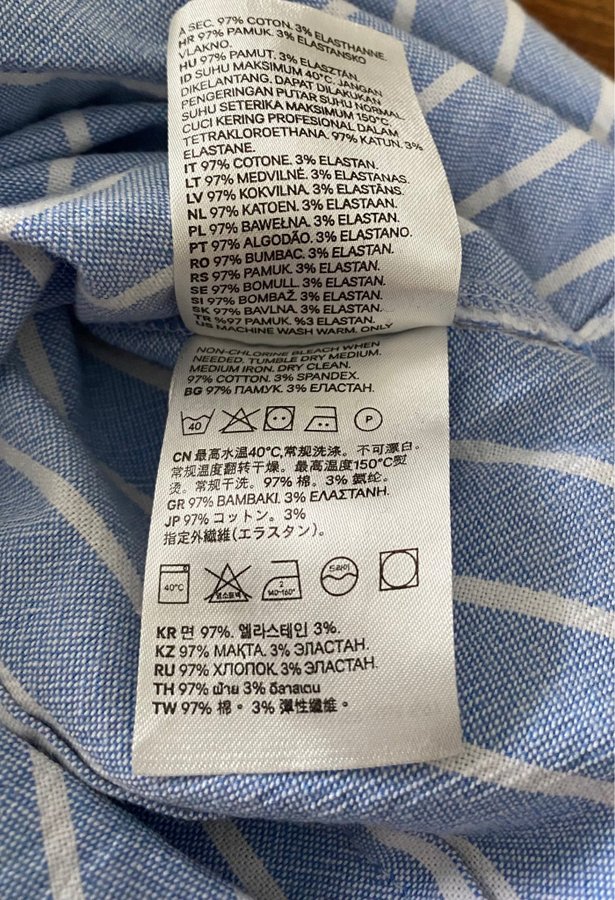 A SEC. 97% COTON. 3% ELASTHANNE.
HR 97% PAMUK. 3% ELASTANSKO
VLAKNO.
HU 97% PAMUT. 3% ELASZTÁN.
ID SUHU MAKSIMUM 40°C. JANGAN
DIKELANTANG. DAPAT DILAKUKAN
PENGERINGAN PUTAR SUHU NORMAL.
SUHU SETERIKA MAKSIMUM 150°C
CUCI KERING PROFESIONAL DALAM
TETRAKLOROETHANA. 97% KATUN. 3%
ELASTANE.
IT 97% COTONE. 3% ELASTAN.
LT 97% MEDVILNĖ. 3% ELASTANAS.
LV 97% KOKVILNA. 3% ELASTĀNS.
NL 97% KATOEN. 3% ELASTAAN.
PL 97% BAWEŁNA. 3% ELASTAN.
PT 97% ALGODÃO. 3% ELASTANO.
RO 97% BUMBAC. 3% ELASTAN.
RS 97% PAMUK. 3% ELASTAN.
SE 97% BOMULL. 3% ELASTAN.
SI 97% BOMBAŽ. 3% ELASTAN.
SK 97% BAVLNA. 3% ELASTAN.
TR %97 PAMUK. %3 ELASTAN.
US MACHINE WASH WARM. ONLY
NON-CHLORINE BLEACH WHEN
NEEDED. TUMBLE DRY MEDIUM.
MEDIUM IRON. DRY CLEAN.
97% COTTON. 3% SPANDEX.
BG 97% ПАМУК. 3% ЕЛАСТАН.
40 P
CN 最高水温40°C,常规洗涤。不可漂白。
常规温度翻转干燥。最高温度150°C熨
烫。常规干洗。97% 棉。3% 氨纶。
GR 97% ΒΑΜΒΑΚΙ. 3% ΕΛΑΣΤΑΝΗ.
JP 97% コットン。3%
指定外繊維(エラスタン)。
40°C 염소표백 2 140-160° 드라이
KR 면 97%. 엘라스테인 3%.
KZ 97% МАҚТА. 3% ЭЛАСТАН.
RU 97% ХЛОПОК. 3% ЭЛАСТАН.
TH 97% ฝ้าย 3% อีลาสเตน
TW 97% 棉。3% 彈性纖維。